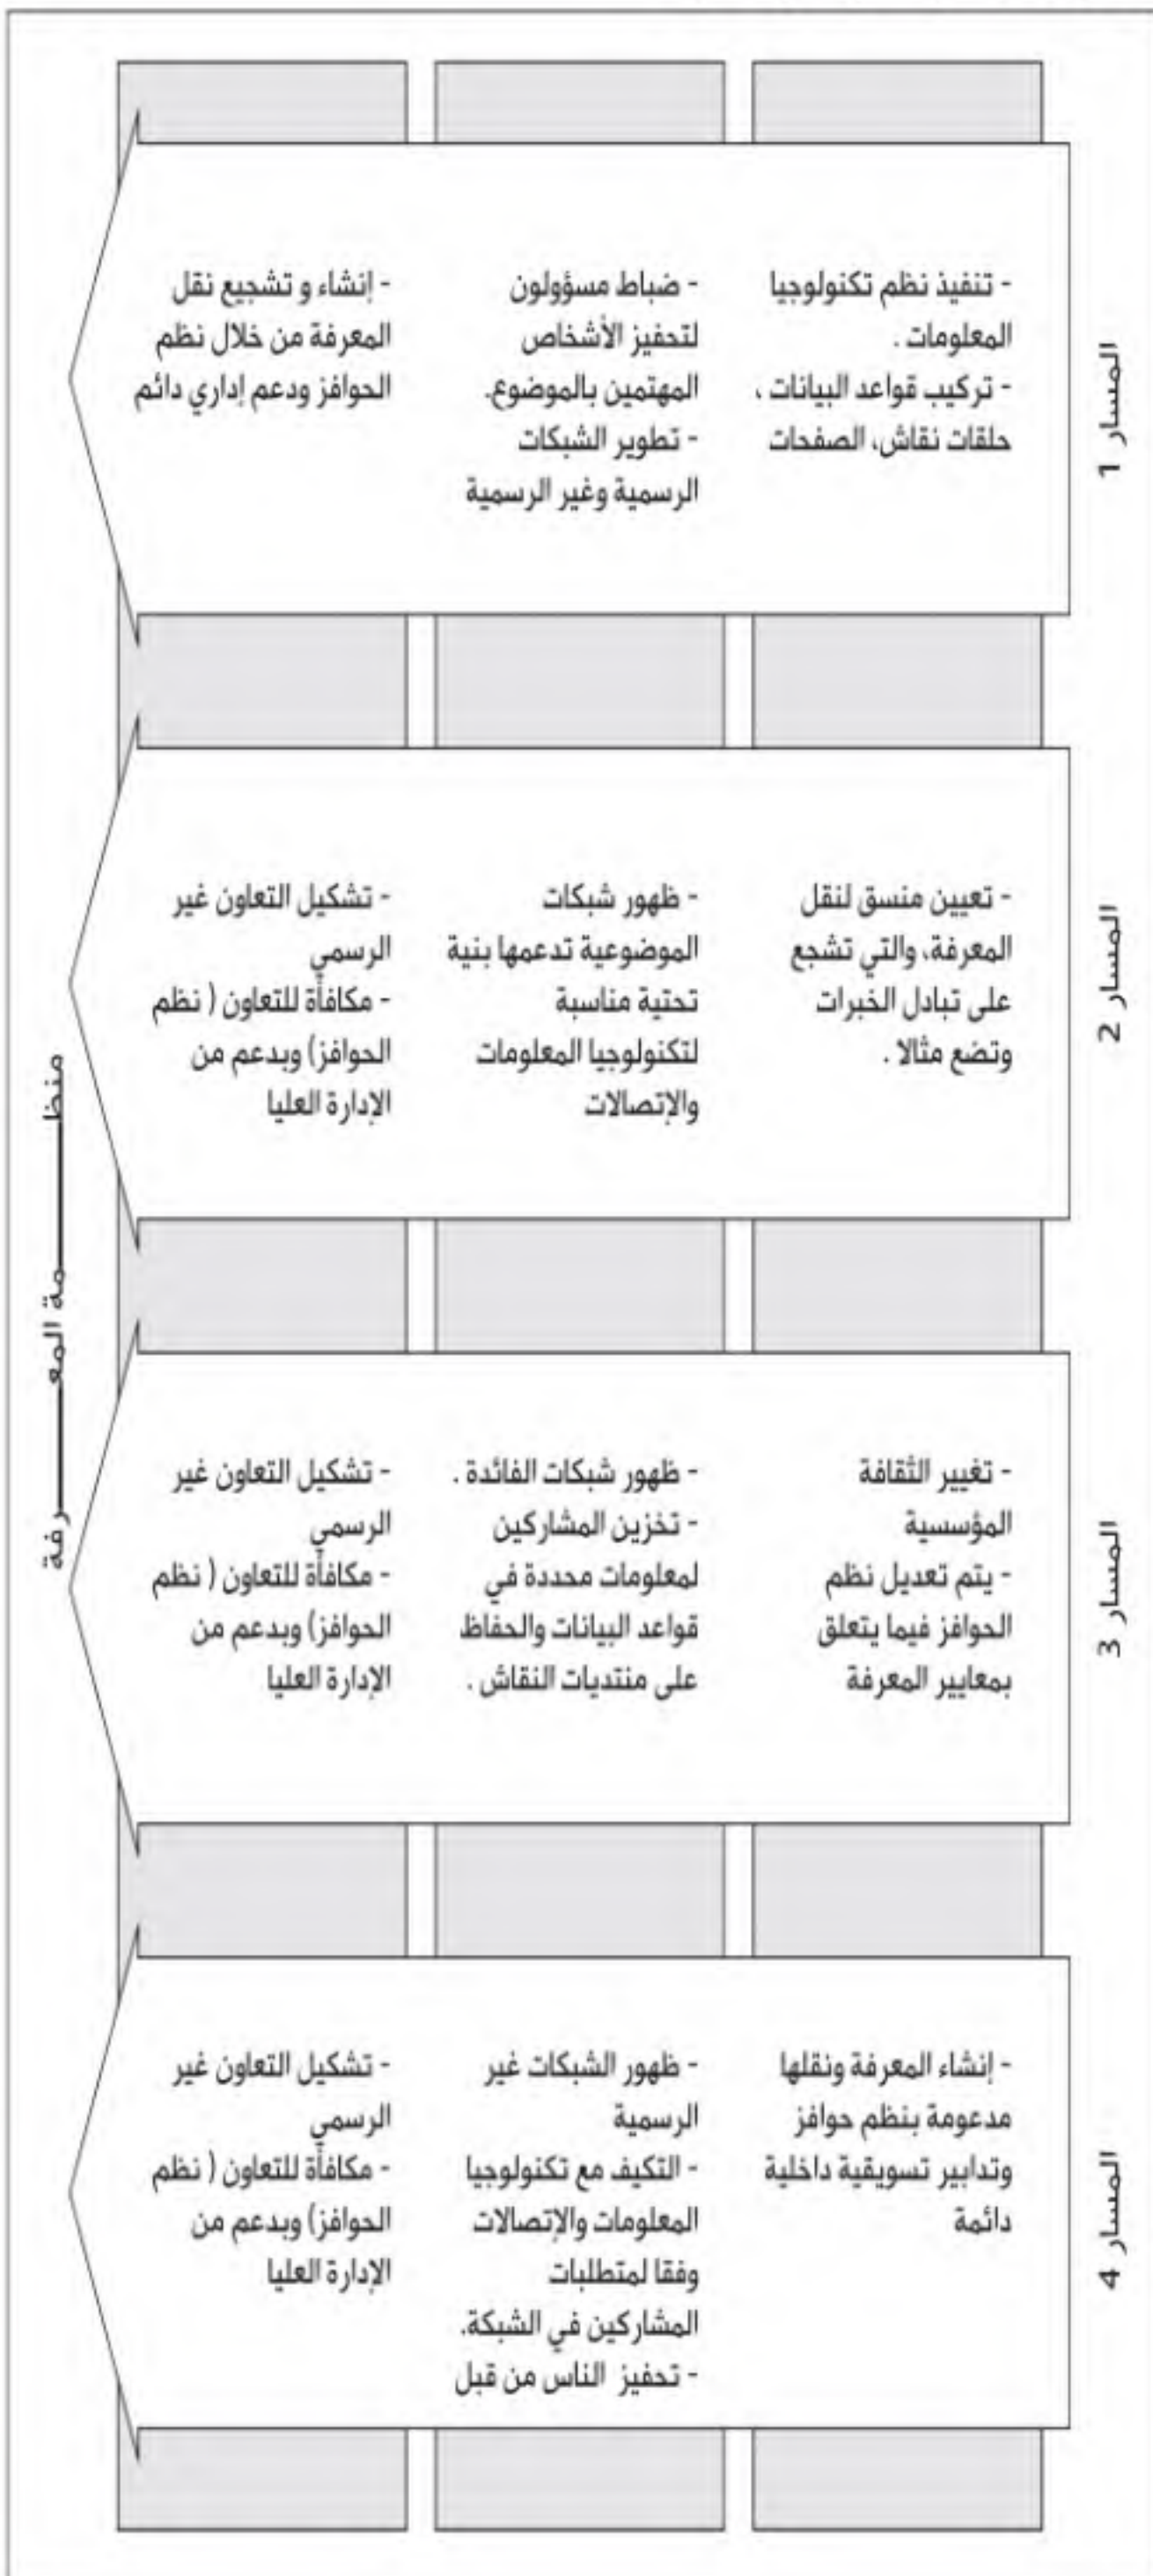 منظمة المعرفة
المسار 1
- تنفيذ نظم تكنولوجيا
المعلومات .
- تركيب قواعد البيانات ،
حلقات نقاش، الصفحات
- ضباط مسؤولون
لتحفيز الأشخاص
المهتمين بالموضوع.
- تطوير الشبكات
الرسمية وغير الرسمية
- إنشاء و تشجيع نقل
المعرفة من خلال نظم
الحوافز ودعم إداري دائم
المسار 2
- تعيين منسق لنقل
المعرفة، والتي تشجع
على تبادل الخبرات
وتضع مثالا .
- ظهور شبكات
الموضوعية تدعمها بنية
تحتية مناسبة
لتكنولوجيا المعلومات
والإتصالات
- تشكيل التعاون غير
الرسمي
- مكافأة للتعاون ( نظم
الحوافز) وبدعم من
الإدارة العليا
المسار 3
- تغيير الثقافة
المؤسسية
- يتم تعديل نظم
الحوافز فيما يتعلق
بمعايير المعرفة
- ظهور شبكات الفائدة .
- تخزين المشاركين
لمعلومات محددة في
قواعد البيانات والحفاظ
على منتديات النقاش .
- تشكيل التعاون غير
الرسمي
- مكافأة للتعاون ( نظم
الحوافز) وبدعم من
الإدارة العليا
المسار 4
- إنشاء المعرفة ونقلها
مدعومة بنظم حوافز
وتدابير تسويقية داخلية
دائمة
- ظهور الشبكات غير
الرسمية
- التكيف مع تكنولوجيا
المعلومات والإتصالات
وفقا لمتطلبات
المشاركين في الشبكة.
- تحفيز الناس من قبل
- تشكيل التعاون غير
الرسمي
- مكافأة للتعاون ( نظم
الحوافز) وبدعم من
الإدارة العليا